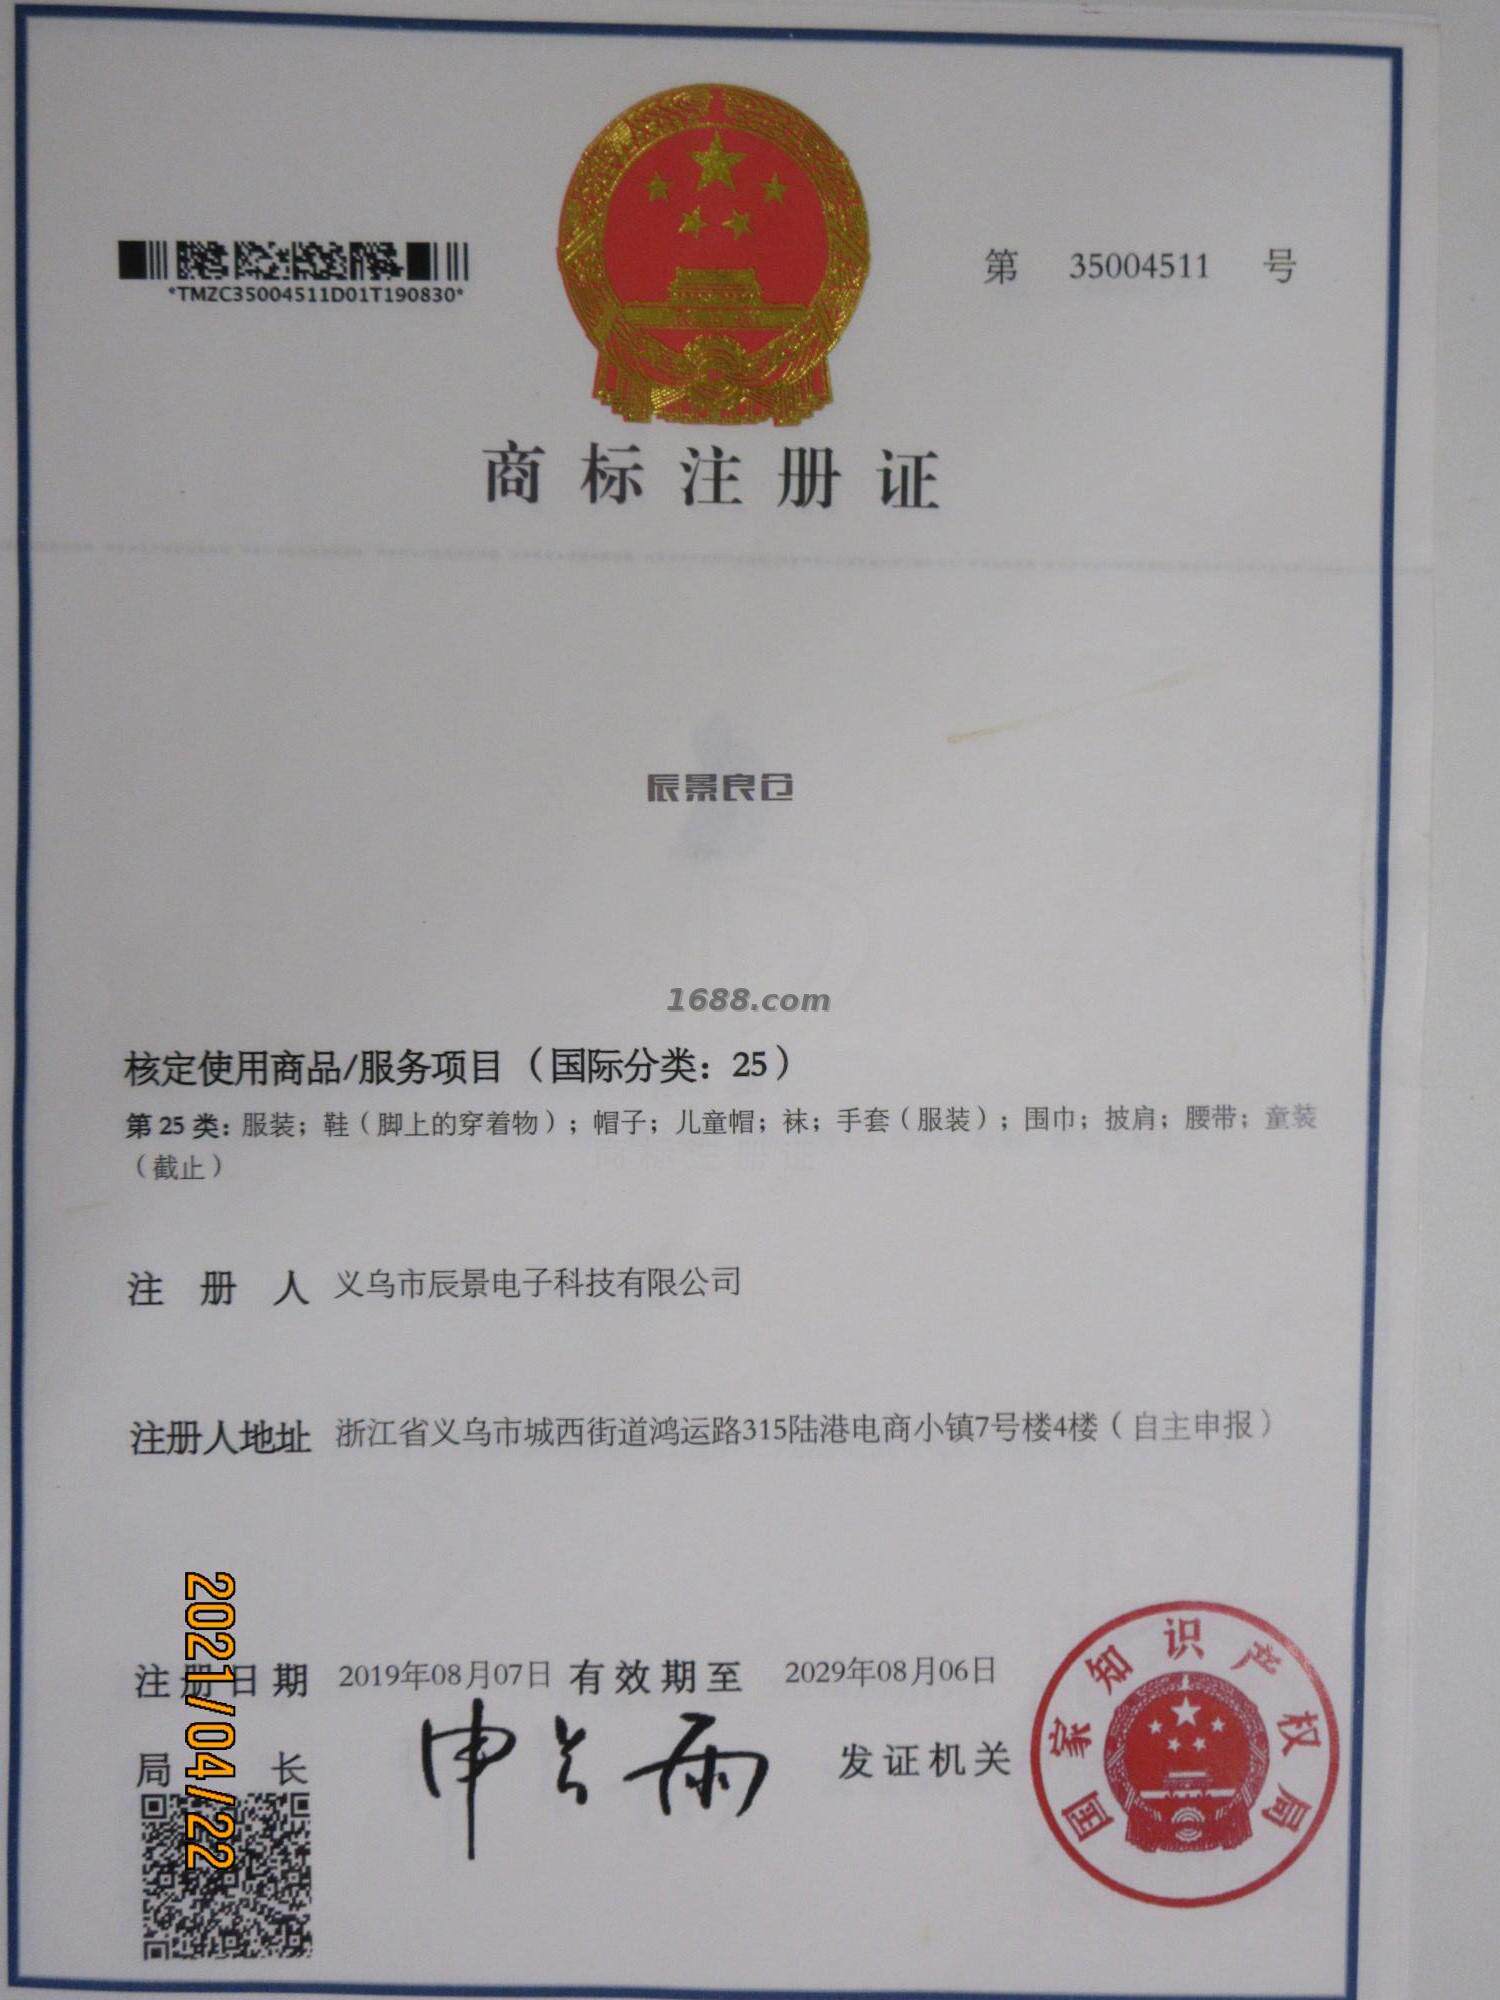 *TMZC35004511D01T190830*
第 35004511 号
商标注册证
辰景良仓
1688.com
核定使用商品/服务项目（国际分类：25）
第 25 类：服装；鞋（脚上的穿着物）；帽子；儿童帽；袜；手套（服装）；围巾；披肩；腰带；童装
（截止）
注册人 义乌市辰景电子科技有限公司
注册人地址 浙江省义乌市城西街道鸿运路315陆港电商小镇7号楼4楼（自主申报）
注册日期 2019年08月07日 有效期至 2029年08月06日
局长 申长雨 发证机关
国家知识产权局
2021/04/22